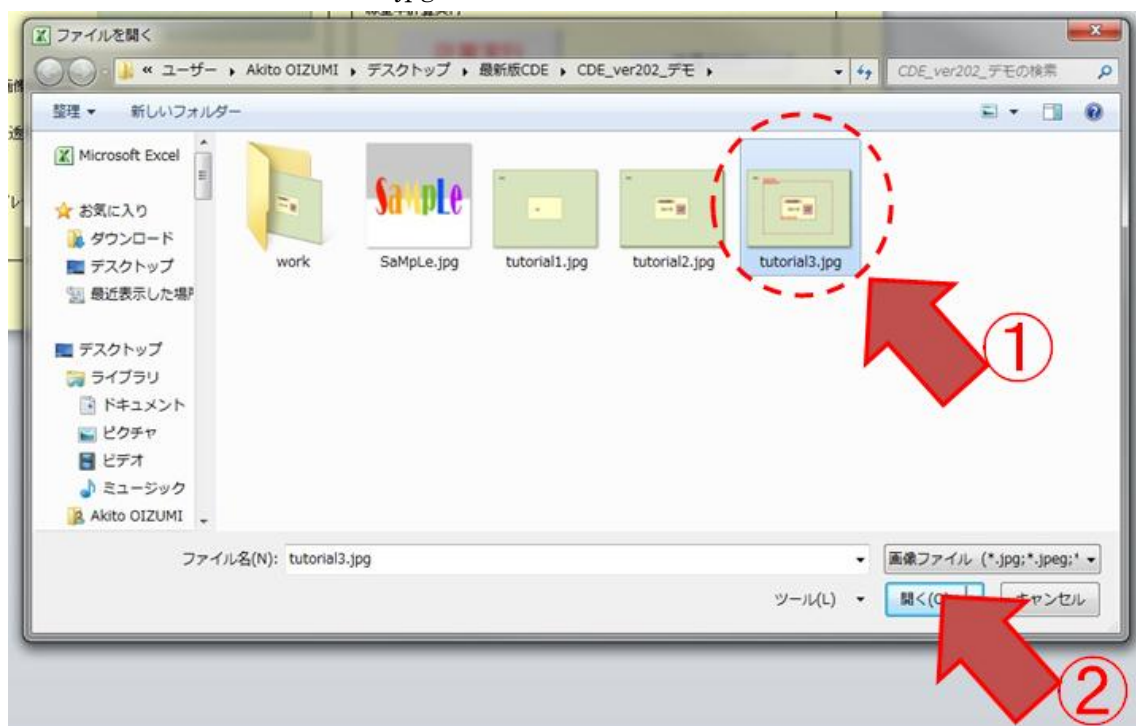 jpg
ファイルを開く
« ユーザー ▸ Akito OIZUMI ▸ デスクトップ ▸ 最新版CDE ▸ CDE_ver202_デモ ▸
CDE_ver202_デモの検索
整理 ▼ 新しいフォルダー
Microsoft Excel
お気に入り
ダウンロード
デスクトップ
最近表示した場所
デスクトップ
ライブラリ
ドキュメント
ピクチャ
ビデオ
ミュージック
Akito OIZUMI
work
SaMpLe
SaMpLe.jpg
tutorial1.jpg
tutorial2.jpg
tutorial3.jpg
①
ファイル名(N): tutorial3.jpg
画像ファイル (*.jpg;*.jpeg;*
ツール(L) ▼ 開く(O) キャンセル
②